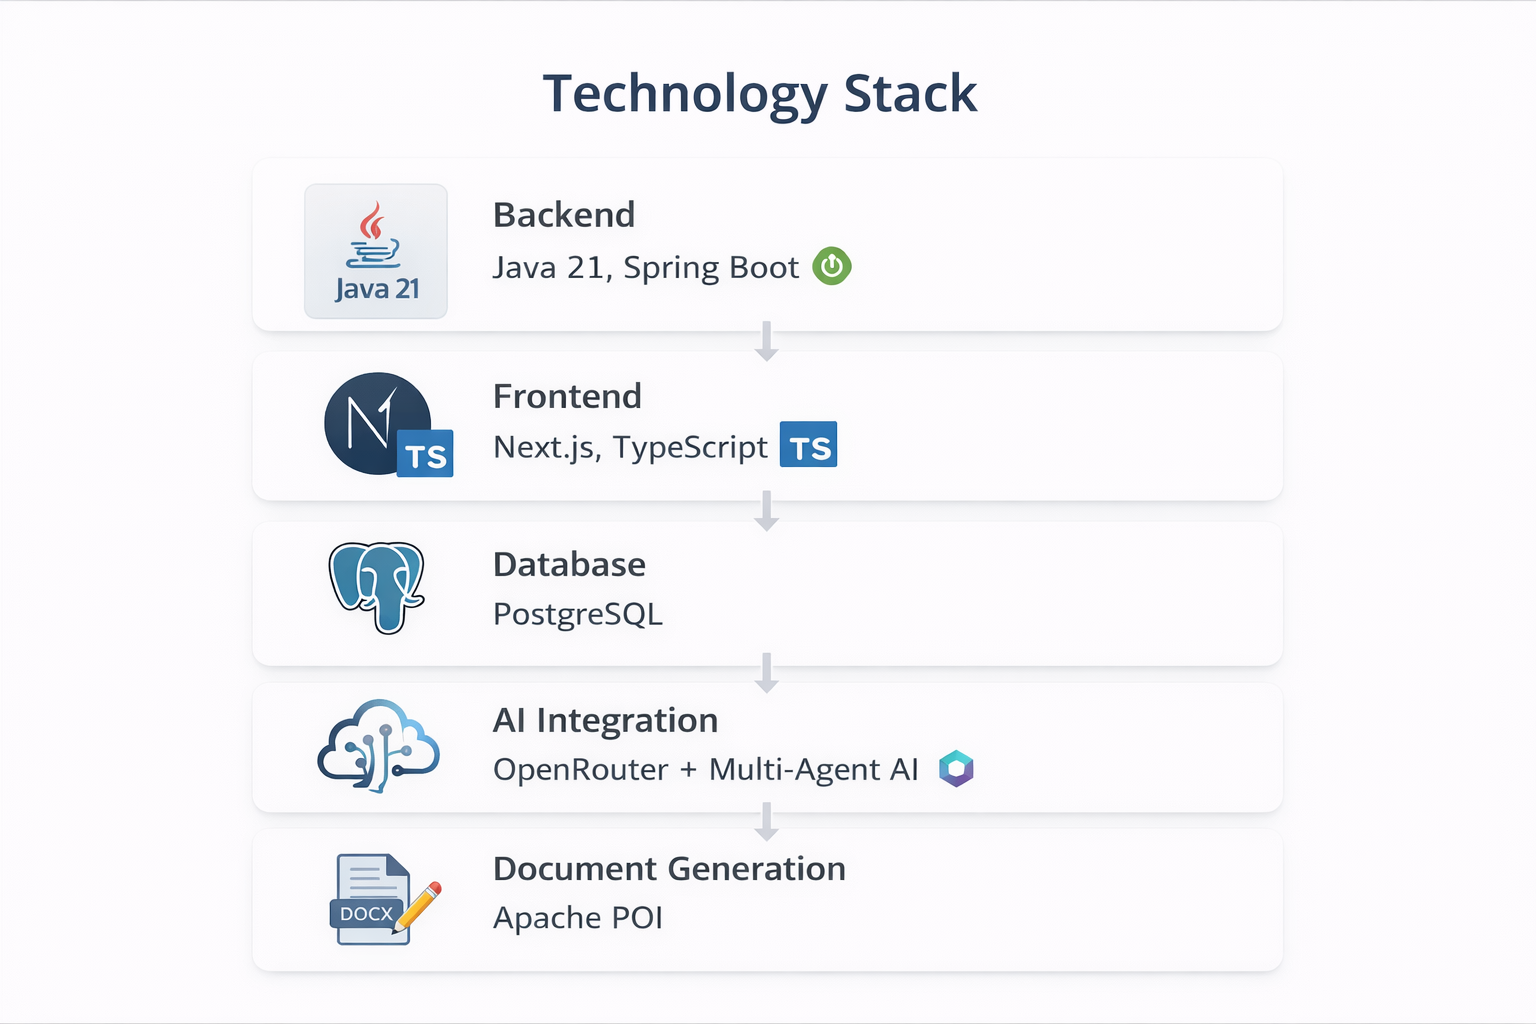 Technology Stack
Java 21
Backend
Java 21, Spring Boot
N
TS
Frontend
Next.js, TypeScript TS
Database
PostgreSQL
AI Integration
OpenRouter + Multi-Agent AI
DOCX
Document Generation
Apache POI